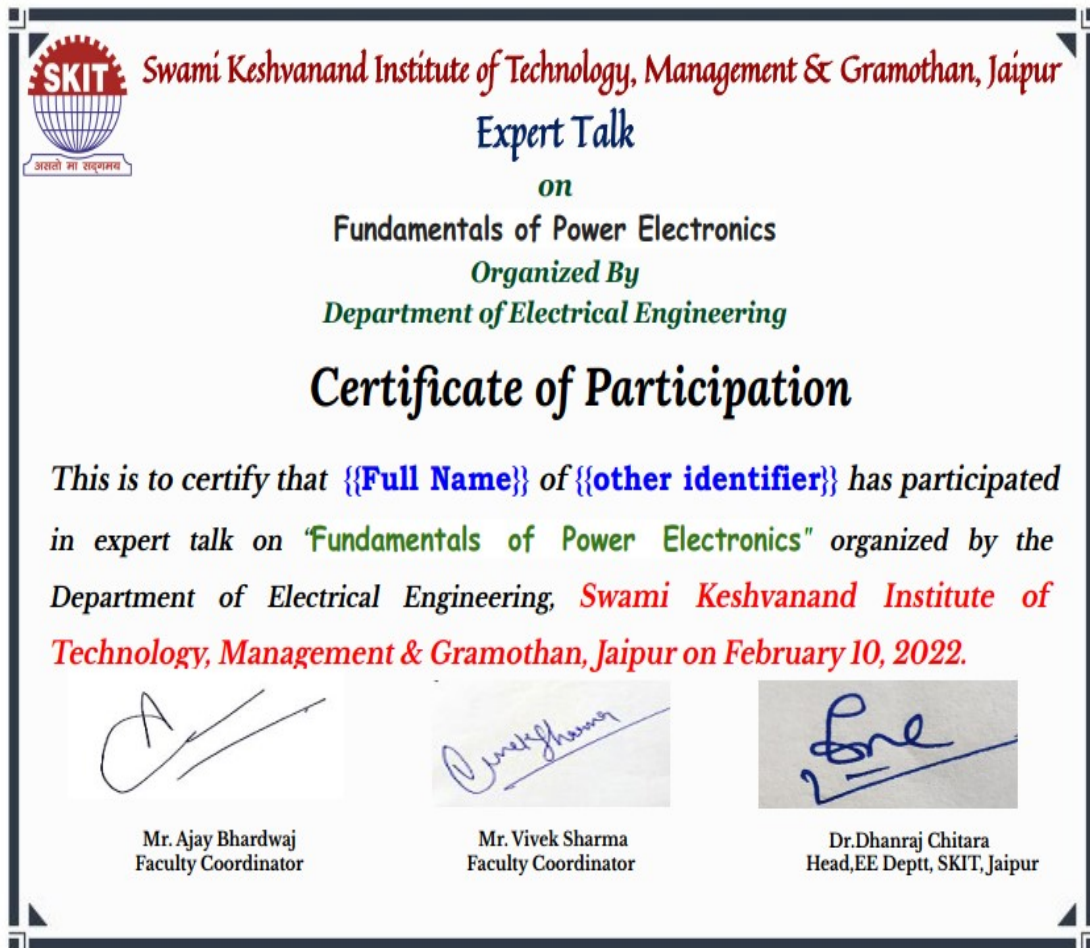 SKIT
असतो मा सद्गमय
Swami Keshvanand Institute of Technology, Management & Gramothan, Jaipur
Expert Talk
on
Fundamentals of Power Electronics
Organized By
Department of Electrical Engineering
Certificate of Participation
This is to certify that {{Full Name}} of {{other identifier}} has participated
in expert talk on "Fundamentals of Power Electronics" organized by the
Department of Electrical Engineering, Swami Keshvanand Institute of
Technology, Management & Gramothan, Jaipur on February 10, 2022.
Mr. Ajay Bhardwaj
Faculty Coordinator
Mr. Vivek Sharma
Faculty Coordinator
Dr.Dhanraj Chitara
Head,EE Deptt, SKIT, Jaipur